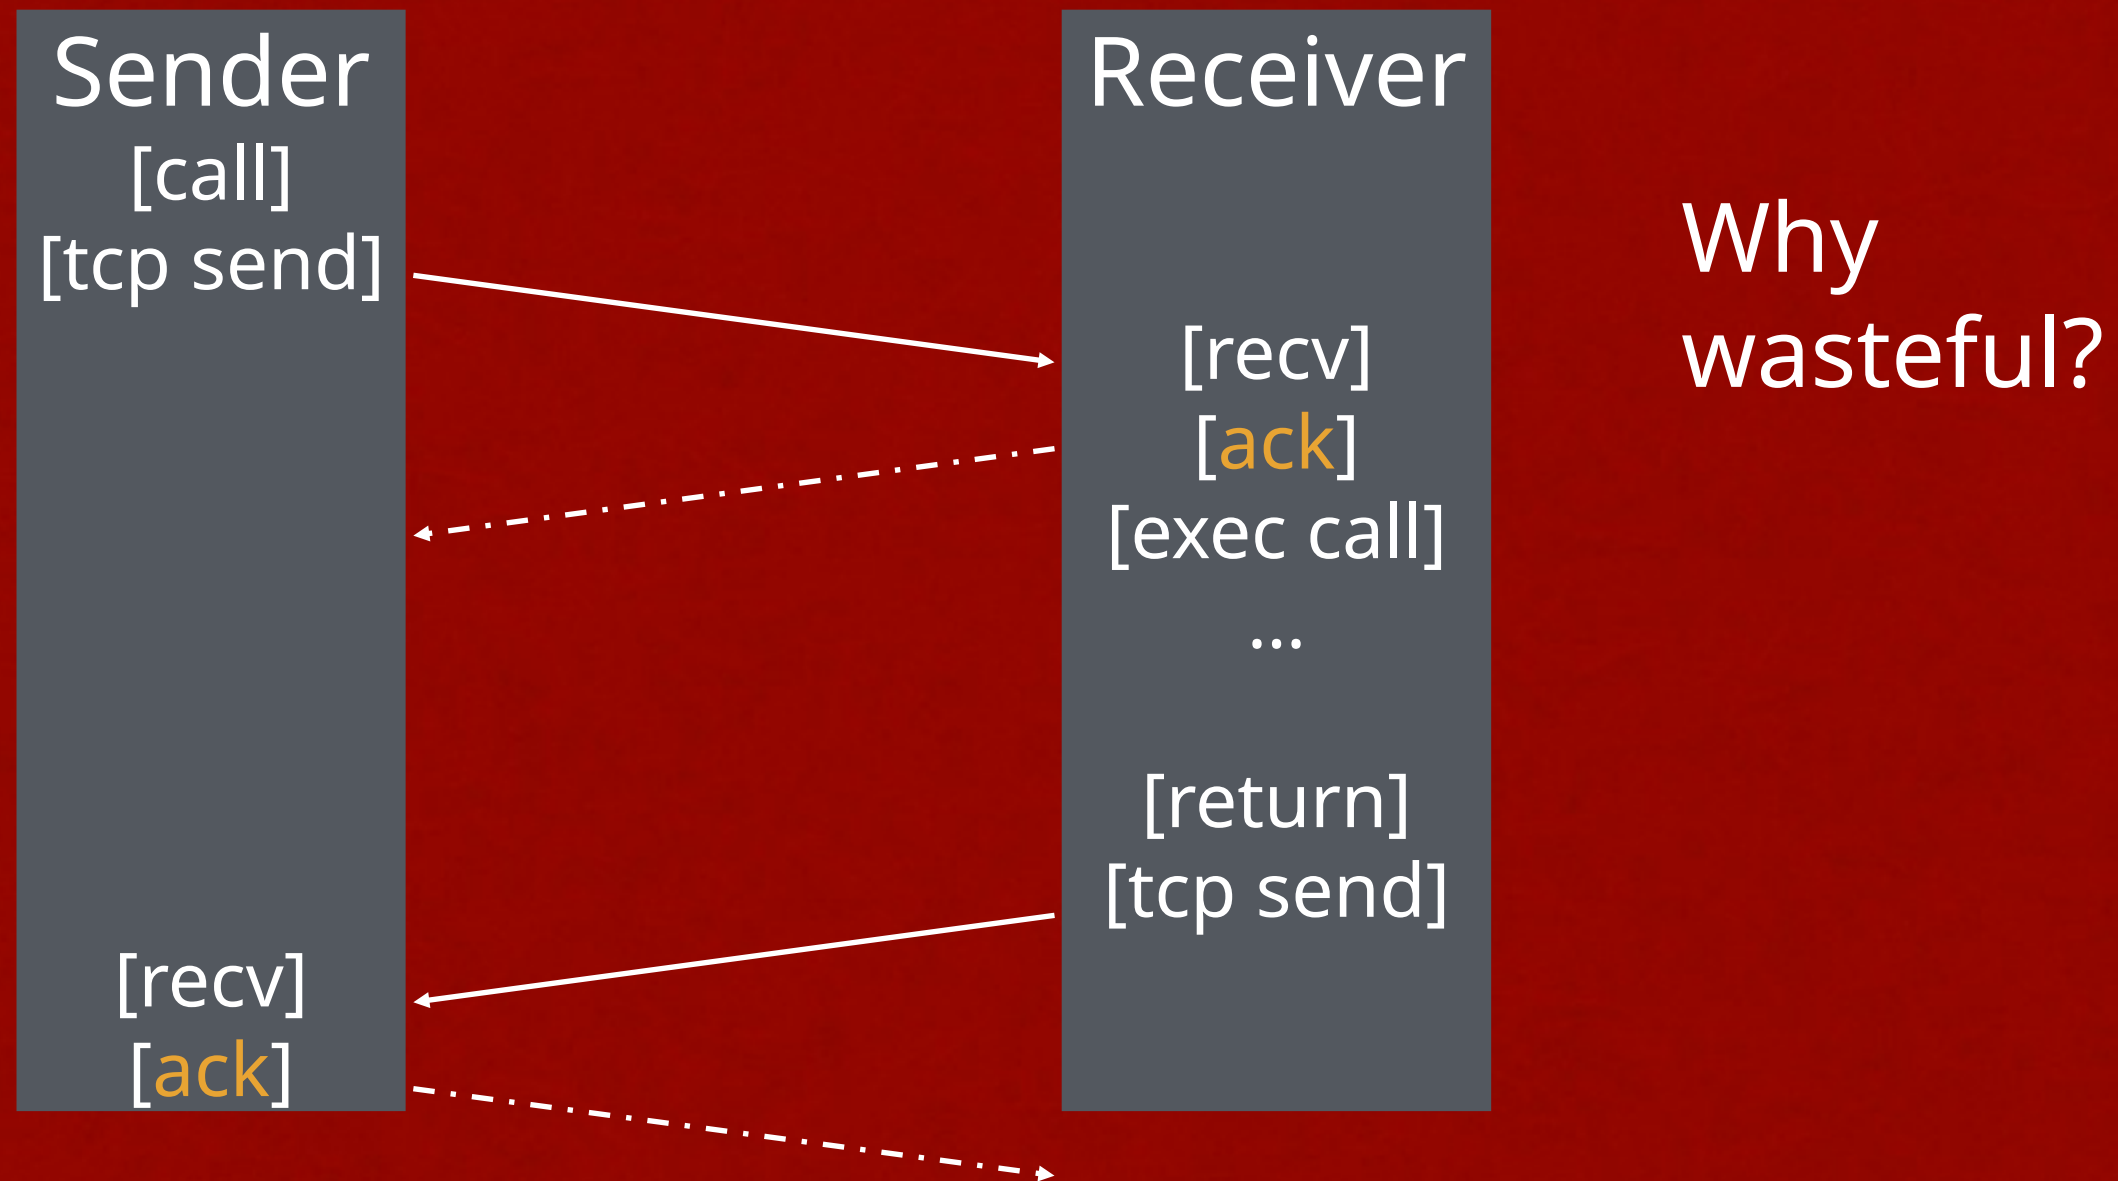 Sender
[call]
[tcp send]
[recv]
[ack]
Receiver
[recv]
[ack]
[exec call]
...
[return]
[tcp send]
Why
wasteful?